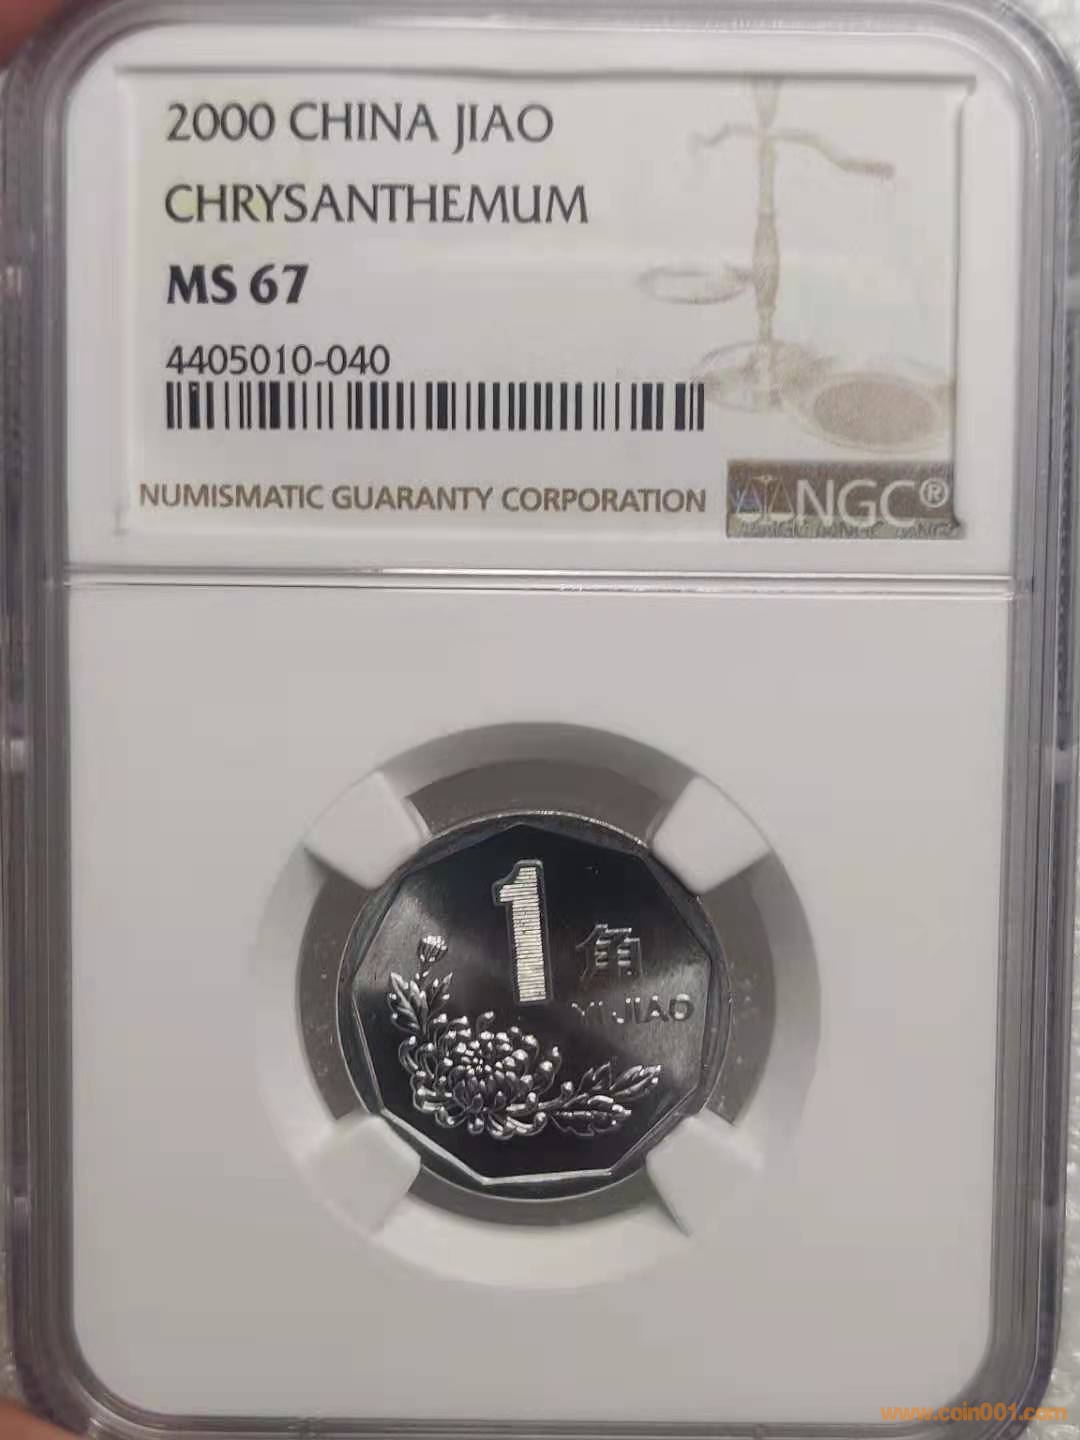 2000 CHINA JIAO
CHRYSANTHEMUM
MS 67
4405010-040
NUMISMATIC GUARANTY CORPORATION
NGC®
1
角
YI JIAO
www.coin001.com